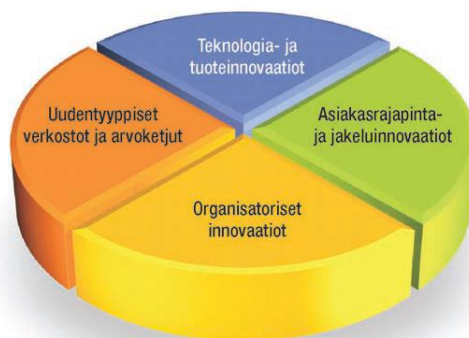 Teknologia- ja
tuoteinnovaatiot
Uudentyyppiset
verkostot ja arvoketjut
Asiakasrajapinta-
ja jakeluinnovaatiot
Organisatoriset
innovaatiot